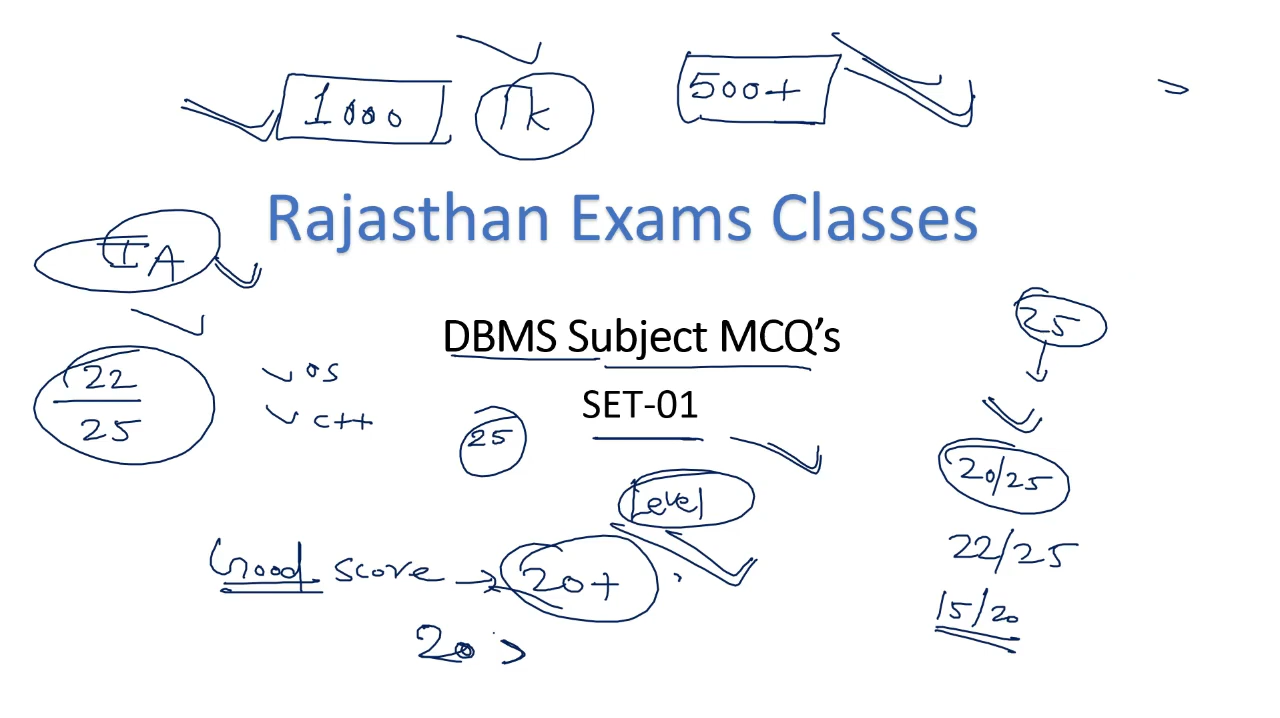 1000 1k 500+
Rajasthan Exams Classes
IA
25
DBMS Subject MCQ's
22
25
OS
C++
SET-01
25
Level
20/25
22/25
Good score → 20+
15/20
20 >